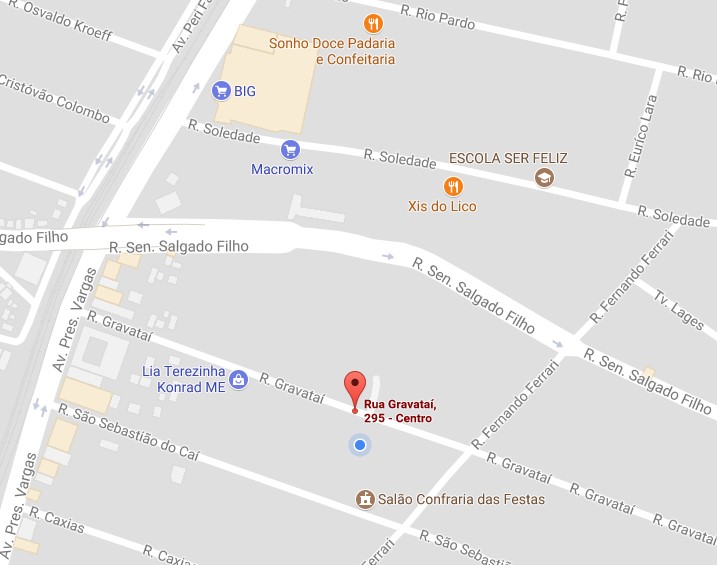 R. Osvaldo Kroeff
Av. Peri Fa
R. Rio Pardo
R. F
Sonho Doce Padaria
e Confeitaria
R. Rio
Cristóvão Colombo
BIG
R. Eurico Lara
R. Soledade
R. Soledade
ESCOLA SER FELIZ
Macromix
Xis do Lico
R. Soledade
lgado Filho
R. Sen. Salgado Filho
R. Sen. Salgado Filho
R. Fernando Ferrari
Tv. Lages
Av. Pres. Vargas
R. Gravataí
Lia Terezinha
Konrad ME
R. Gravataí
Rua Gravataí,
295 - Centro
R. Sen. Salgado Filho
R. Fernando Ferrari
R. São Sebastião do Caí
R. Gravataí
R. Gravataí
R. Gravataí
Av. Pres. Vargas
Salão Confraria das Festas
R. Caxias
R. Caxias
Ferrari
R. São Sebastiã